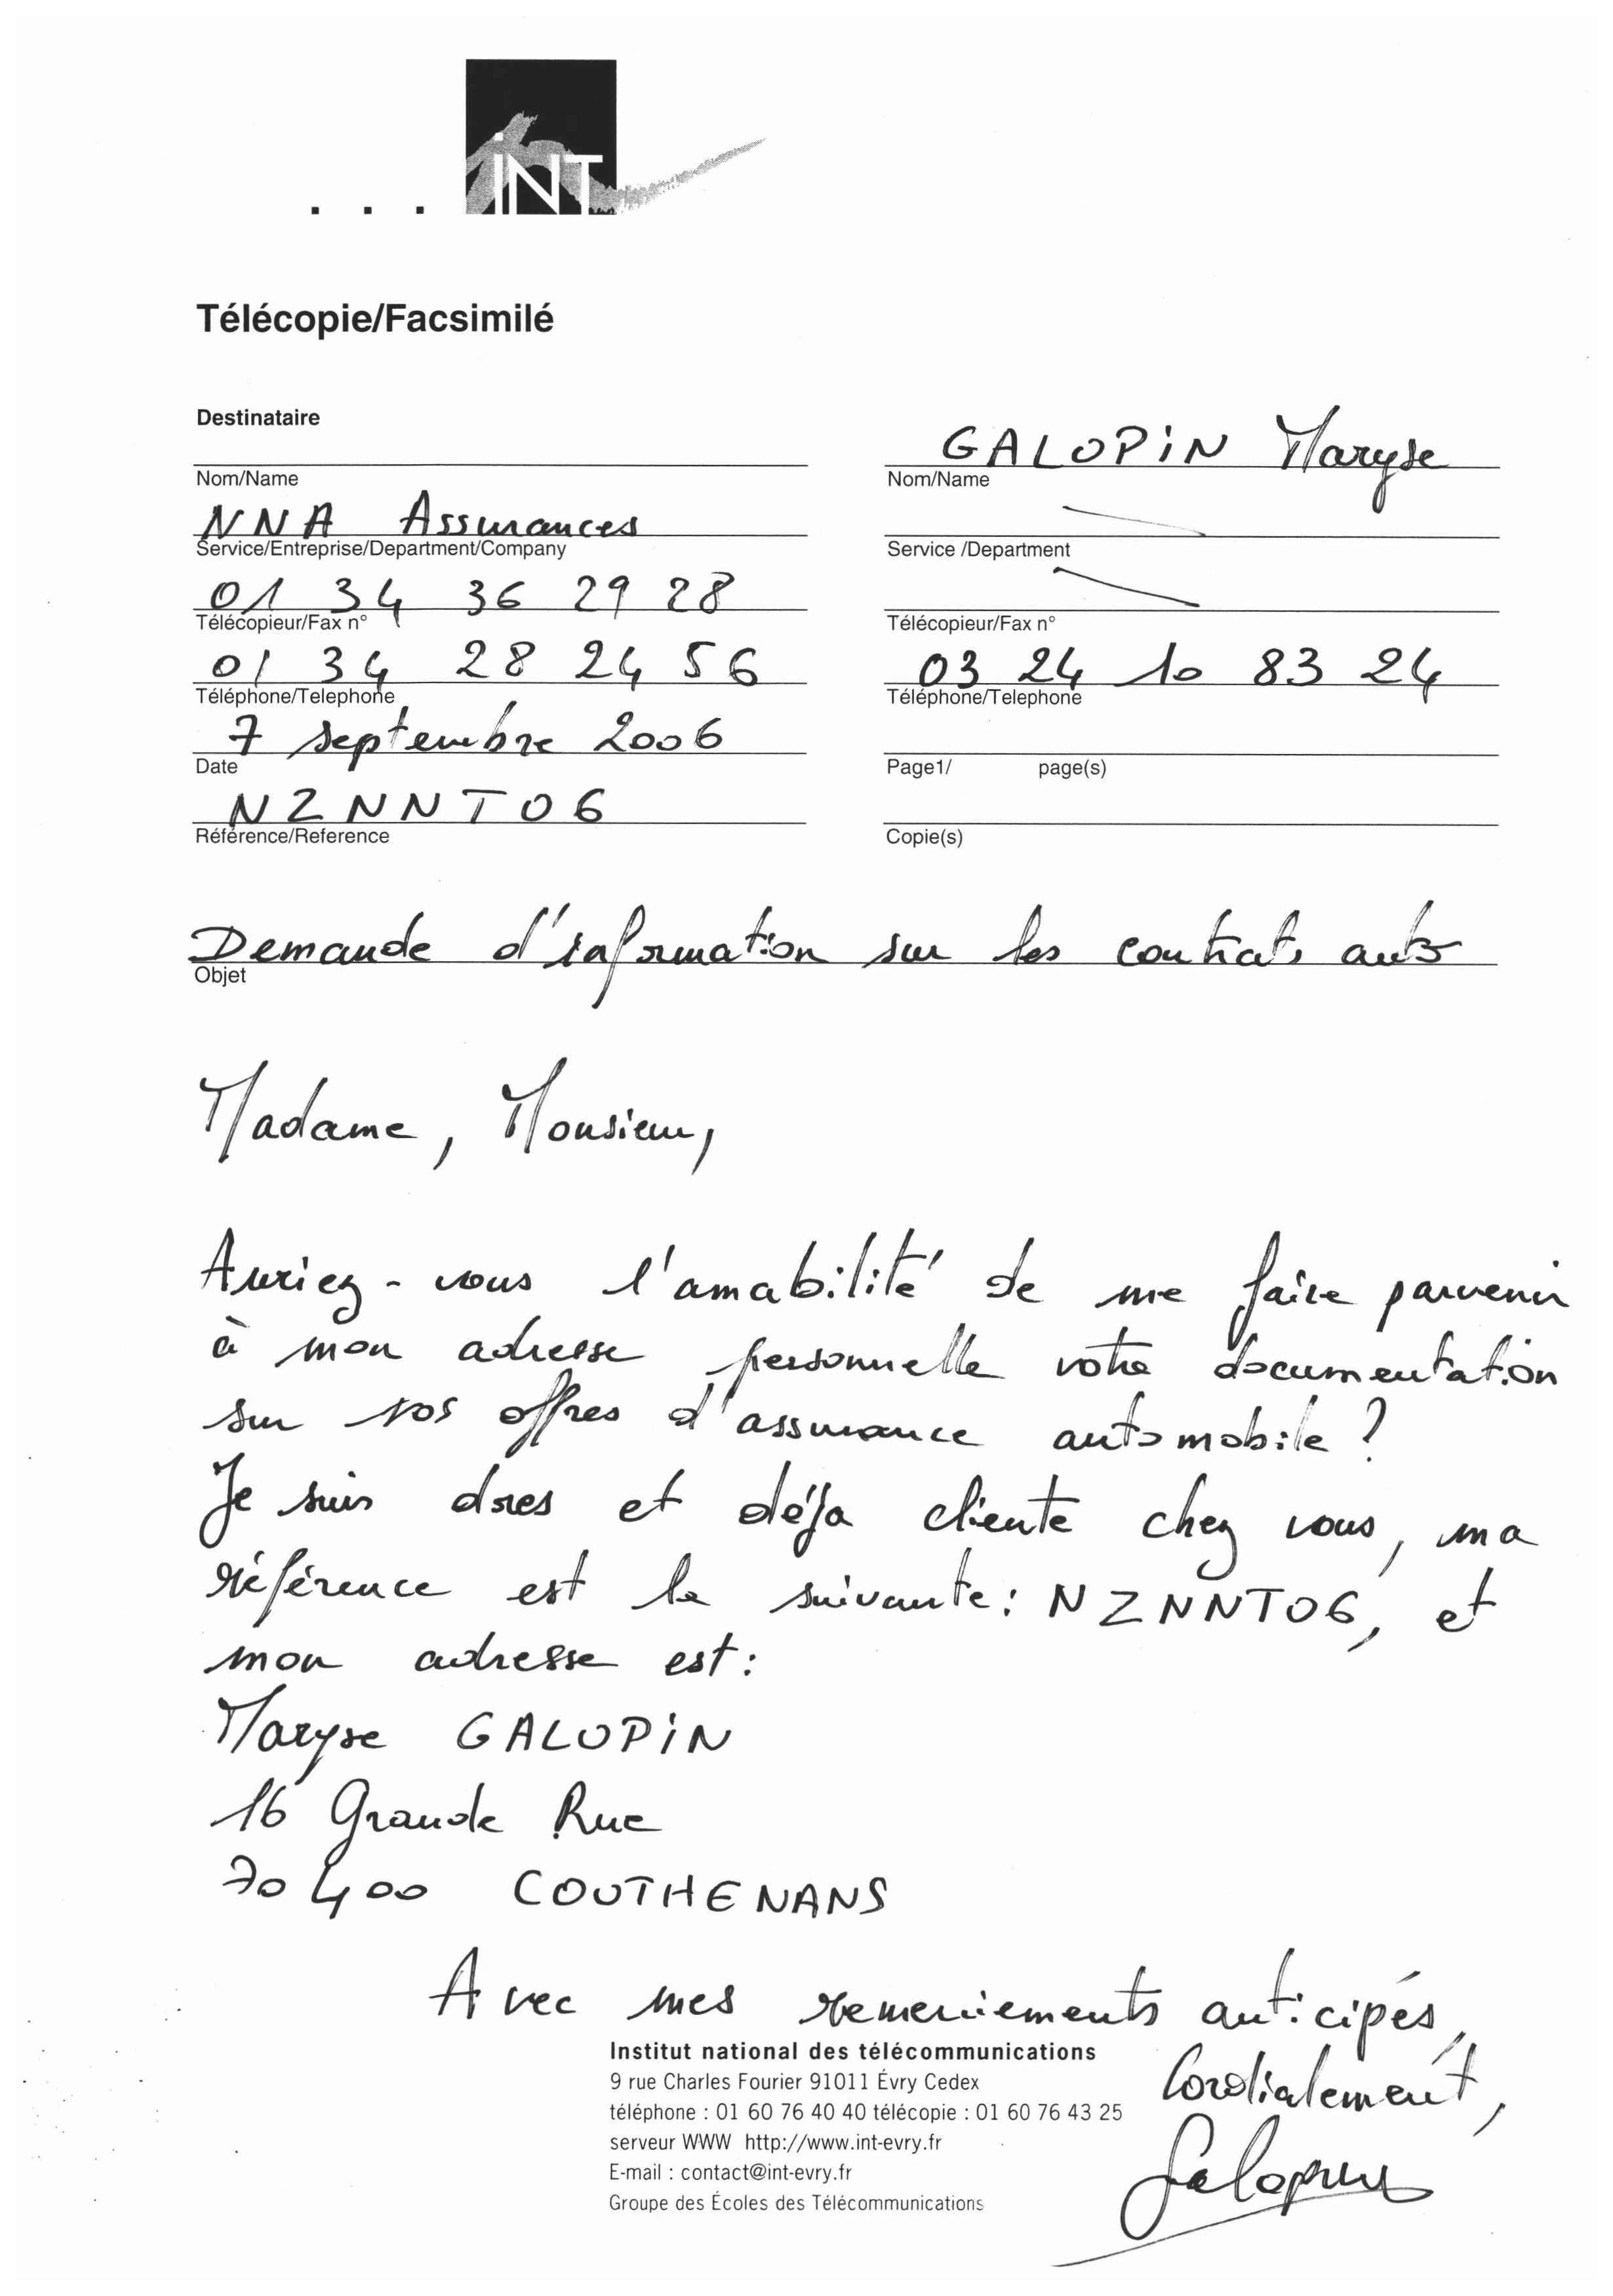 ... iNT
Télécopie/Facsimilé
Destinataire
Nom/Name
NNA Assurances
Service/Entreprise/Department/Company
01 34 36 29 28
Télécopieur/Fax n°
01 34 28 24 56
Téléphone/Telephone
7 septembre 2006
Date
NZNNT06
Référence/Reference
GALOPiN Maryse
Nom/Name
Service /Department
Télécopieur/Fax n°
03 24 10 83 24
Téléphone/Telephone
Page1/ page(s)
Copie(s)
Demande d'information sur les contrats auto
Objet
Madame, Monsieur,
Auriez-vous l'amabilité de me faire parvenir
à mon adresse personnelle votre documentation
sur vos offres d'assurance automobile ?
Je suis dores et déja cliente chez vous, ma
référence est la suivante : NZNNT06, et
mon adresse est :
Maryse GALOPiN
16 Grande Rue
70400 COUTHENANS
Avec mes remerciements anticipés,
Cordialement,
Galopin
Institut national des télécommunications
9 rue Charles Fourier 91011 Évry Cedex
téléphone : 01 60 76 40 40 télécopie : 01 60 76 43 25
serveur WWW http://www.int-evry.fr
E-mail : contact@int-evry.fr
Groupe des Écoles des Télécommunications